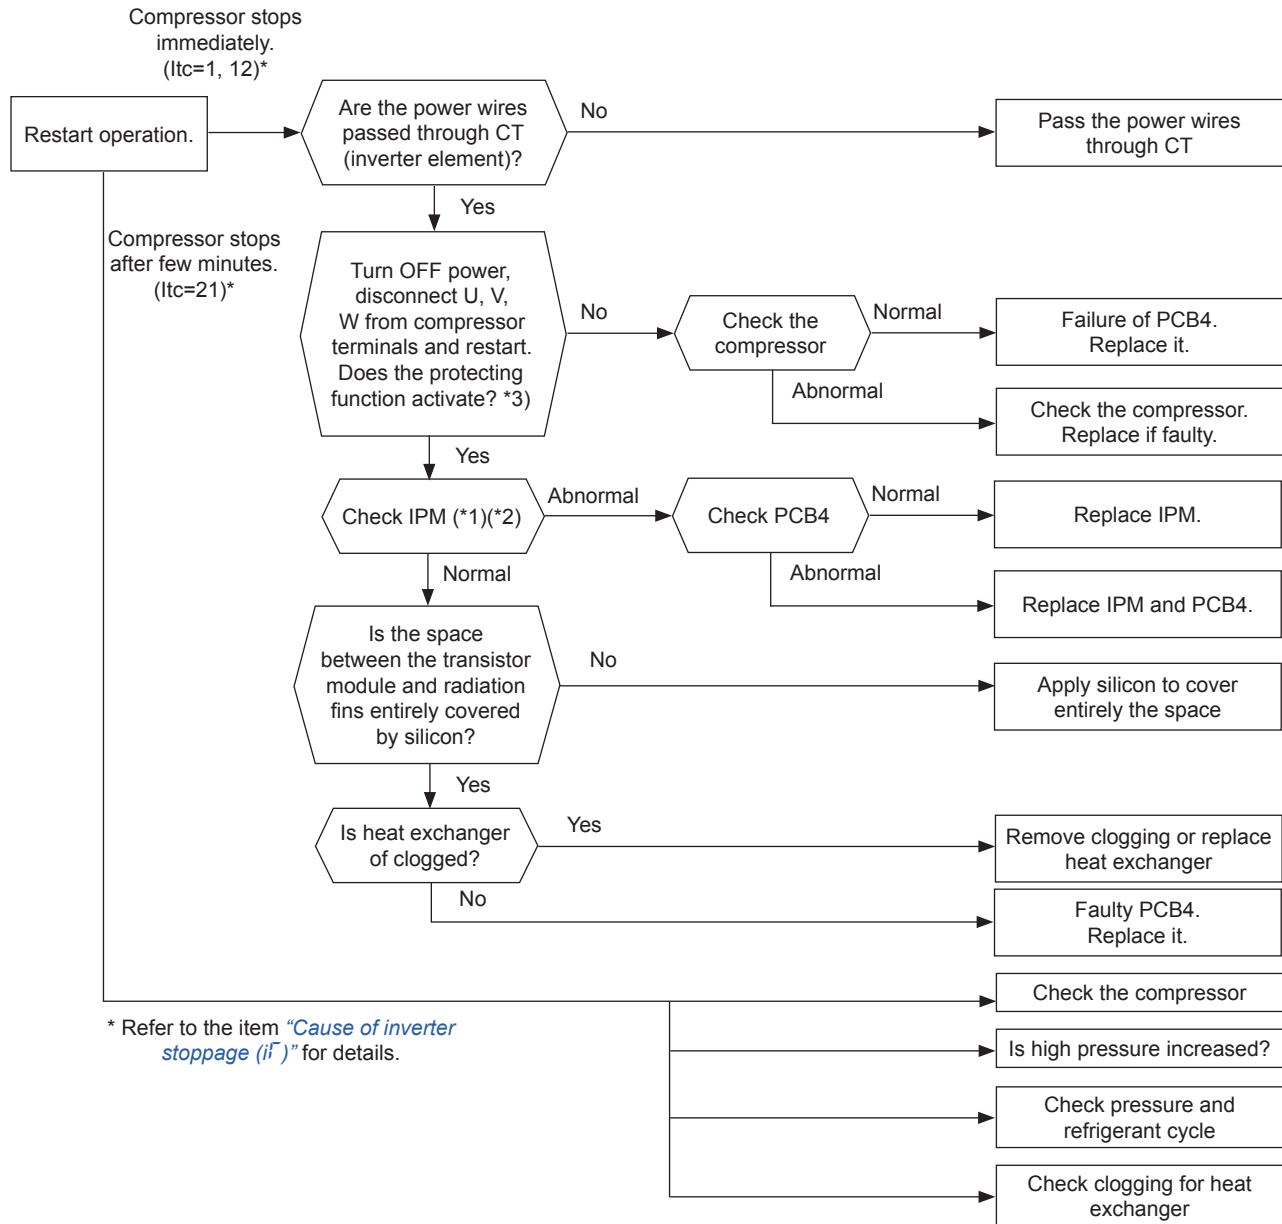 Compressor stops
immediately.
(Itc=1, 12)*
Restart operation.
Are the power wires
passed through CT
(inverter element)?
No
Pass the power wires
through CT
Yes
Compressor stops
after few minutes.
(Itc=21)*
Turn OFF power,
disconnect U, V,
W from compressor
terminals and restart.
Does the protecting
function activate? *3)
No
Check the
compressor
Normal
Failure of PCB4.
Replace it.
Abnormal
Check the compressor.
Replace if faulty.
Yes
Check IPM (*1)(*2)
Abnormal
Check PCB4
Normal
Replace IPM.
Abnormal
Replace IPM and PCB4.
Normal
Is the space
between the transistor
module and radiation
fins entirely covered
by silicon?
No
Apply silicon to cover
entirely the space
Yes
Is heat exchanger
of clogged?
Yes
Remove clogging or replace
heat exchanger
No
Faulty PCB4.
Replace it.
Check the compressor
Is high pressure increased?
Check pressure and
refrigerant cycle
Check clogging for heat
exchanger
* Refer to the item “Cause of inverter
stoppage ( )” for details.